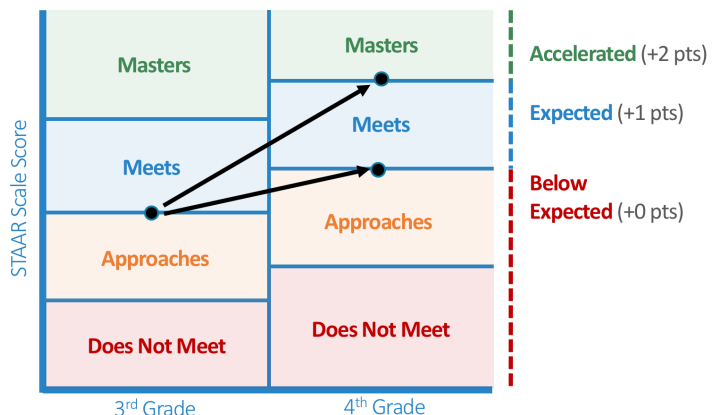 Masters
Meets
Approaches
Does Not Meet
Masters
Meets
Approaches
Does Not Meet
Accelerated (+2 pts)
Expected (+1 pts)
Below
Expected (+0 pts)
STAAR Scale Score
3rd Grade
4th Grade